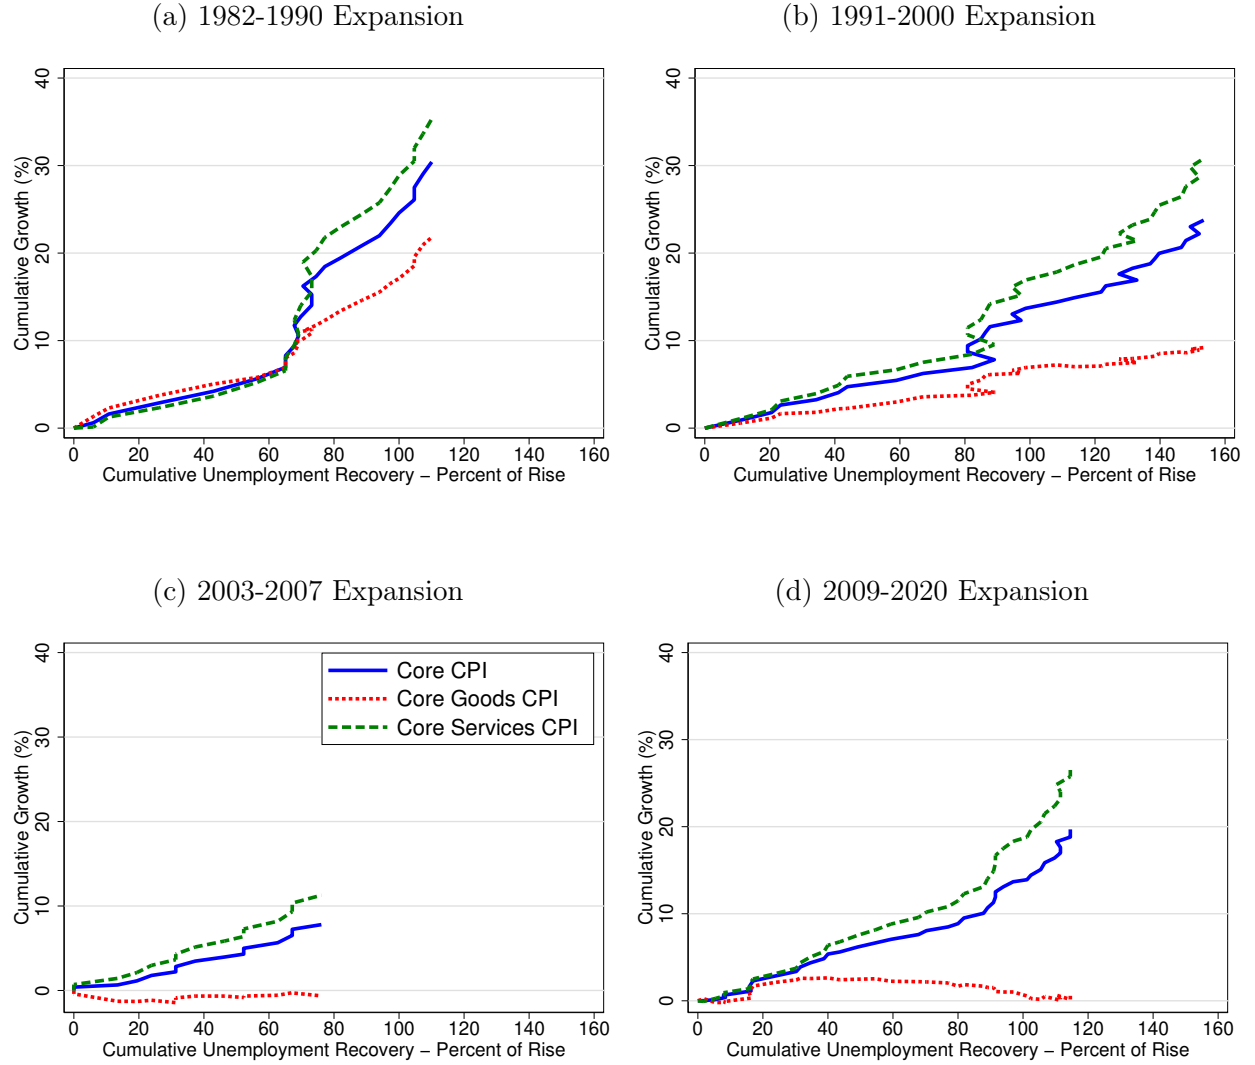 (a) 1982-1990 Expansion
(b) 1991-2000 Expansion
Cumulative Growth (%)
40
30
20
10
0
0 20 40 60 80 100 120 140 160
Cumulative Unemployment Recovery – Percent of Rise
Cumulative Growth (%)
40
30
20
10
0
0 20 40 60 80 100 120 140 160
Cumulative Unemployment Recovery – Percent of Rise
(c) 2003-2007 Expansion
(d) 2009-2020 Expansion
Cumulative Growth (%)
40
30
20
10
0
Core CPI
Core Goods CPI
Core Services CPI
0 20 40 60 80 100 120 140 160
Cumulative Unemployment Recovery – Percent of Rise
Cumulative Growth (%)
40
30
20
10
0
0 20 40 60 80 100 120 140 160
Cumulative Unemployment Recovery – Percent of Rise